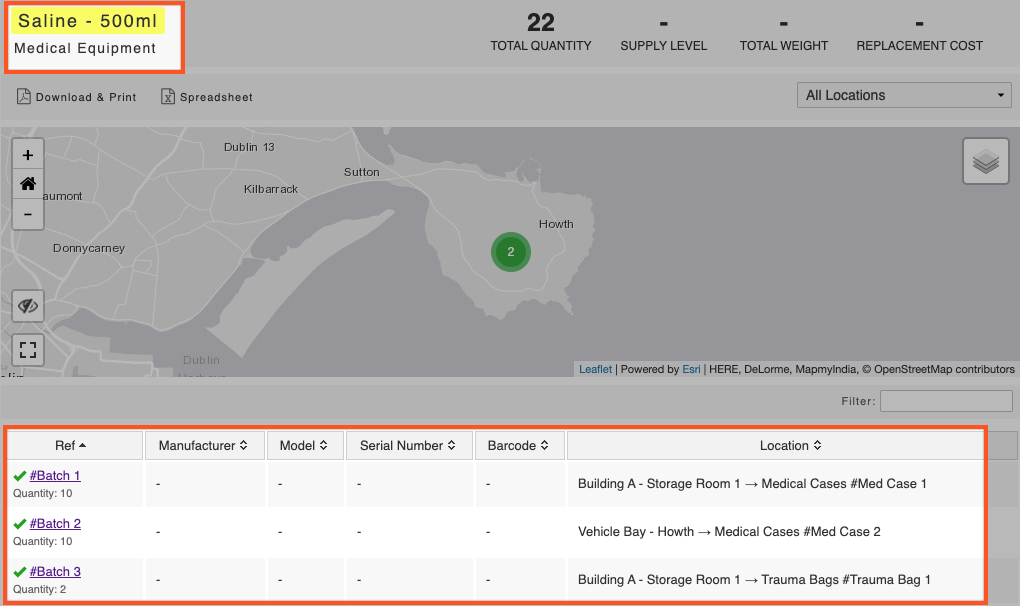 Saline - 500ml
Medical Equipment
22
TOTAL QUANTITY
-
SUPPLY LEVEL
-
TOTAL WEIGHT
-
REPLACEMENT COST
Download & Print
Spreadsheet
All Locations
+
-
Dublin 13
Sutton
Kilbarrack
aumont
Howth
Donnycarney
2
Dublin
Leaflet | Powered by Esri | HERE, DeLorme, MapmyIndia, © OpenStreetMap contributors
Filter:
Ref Manufacturer Model Serial Number Barcode Location
#Batch 1
Quantity: 10
- - - - Building A - Storage Room 1 → Medical Cases #Med Case 1
#Batch 2
Quantity: 10
- - - - Vehicle Bay - Howth → Medical Cases #Med Case 2
#Batch 3
Quantity: 2
- - - - Building A - Storage Room 1 → Trauma Bags #Trauma Bag 1